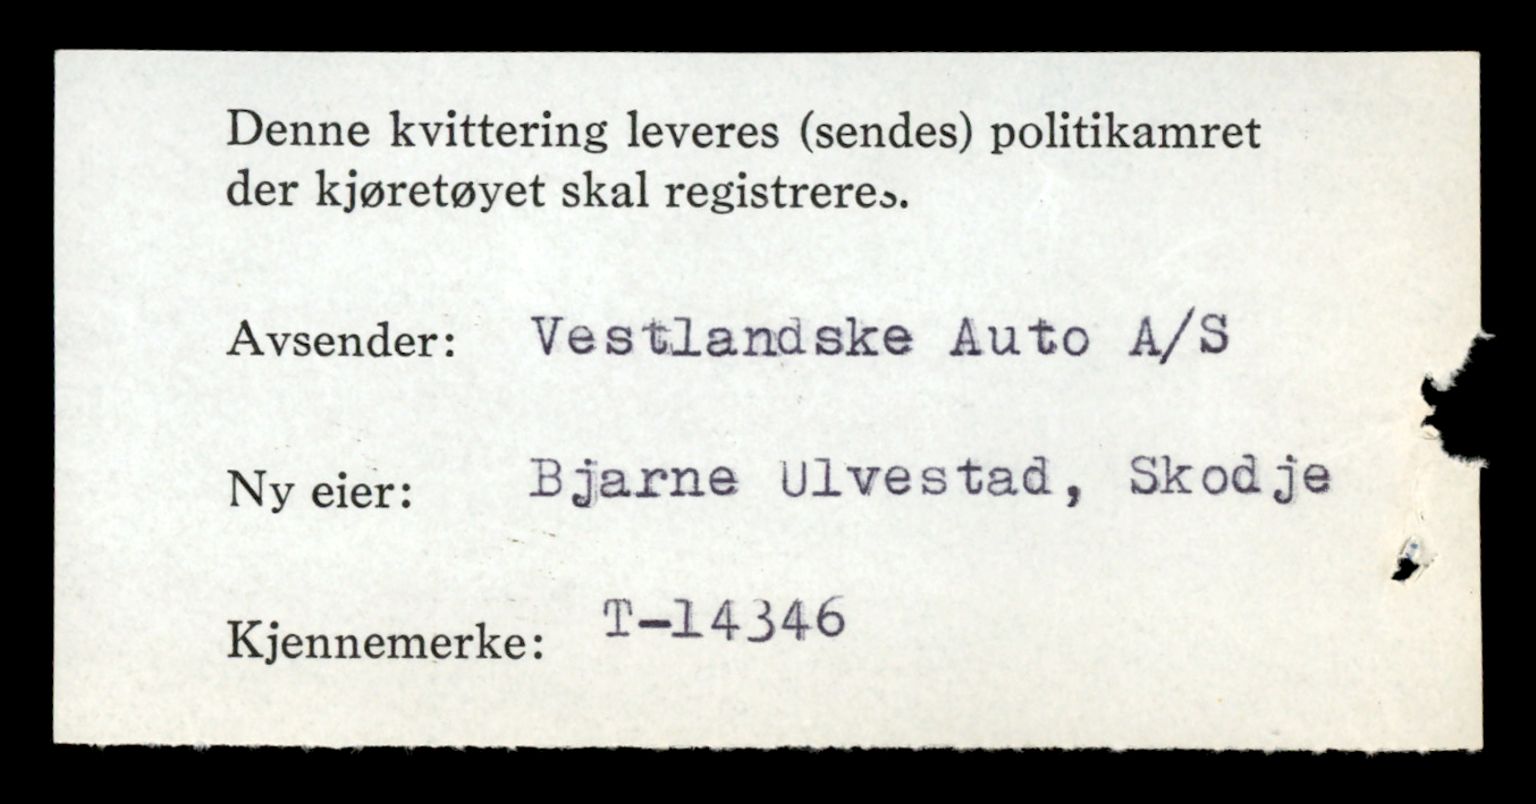 Denne kvittering leveres (sendes) politikamret
der kjøretøyet skal registreres.
Avsender: Vestlandske Auto A/S
Ny eier: Bjarne Ulvestad, Skodje
Kjennemerke: T-14346